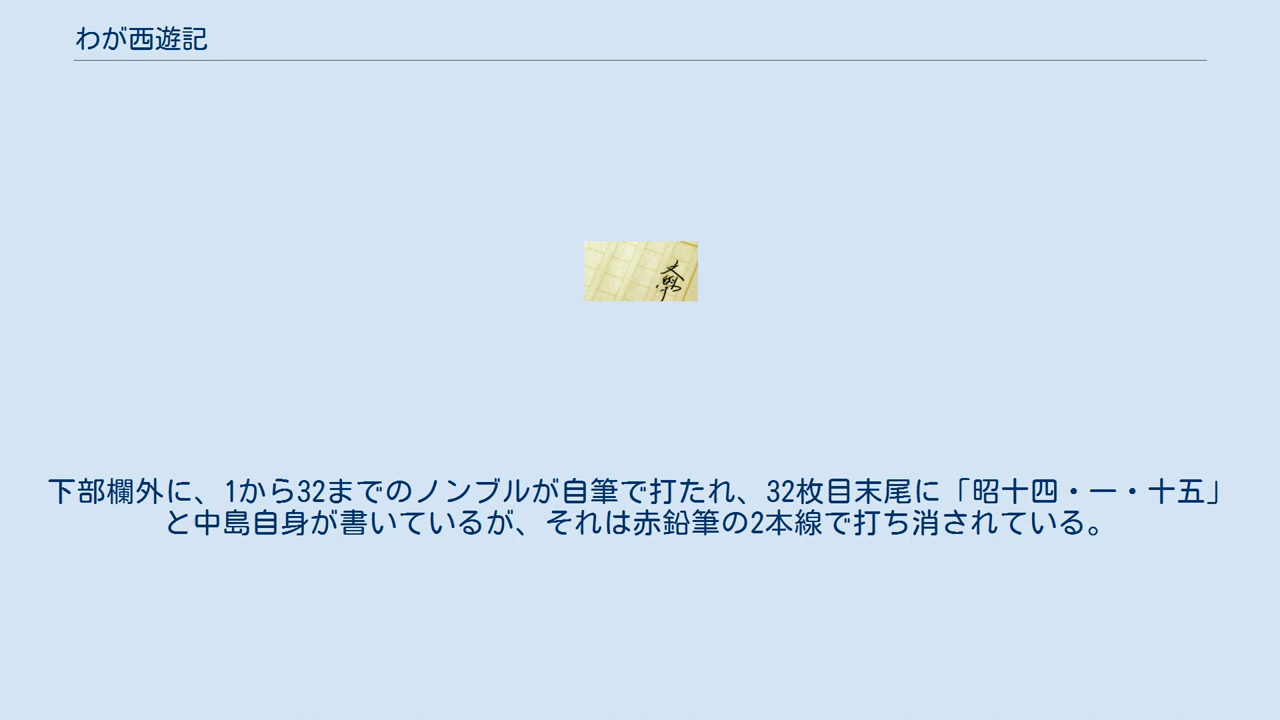 わが西遊記
下部欄外に、1から32までのノンブルが自筆で打たれ、32枚目末尾に「昭十四・一・十五」
と中島自身が書いているが、それは赤鉛筆の2本線で打ち消されている。